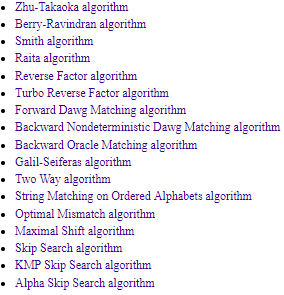 Zhu-Takaoka algorithm
Berry-Ravindran algorithm
Smith algorithm
Raita algorithm
Reverse Factor algorithm
Turbo Reverse Factor algorithm
Forward Dawg Matching algorithm
Backward Nondeterministic Dawg Matching algorithm
Backward Oracle Matching algorithm
Galil-Seiferas algorithm
Two Way algorithm
String Matching on Ordered Alphabets algorithm
Optimal Mismatch algorithm
Maximal Shift algorithm
Skip Search algorithm
KMP Skip Search algorithm
Alpha Skip Search algorithm